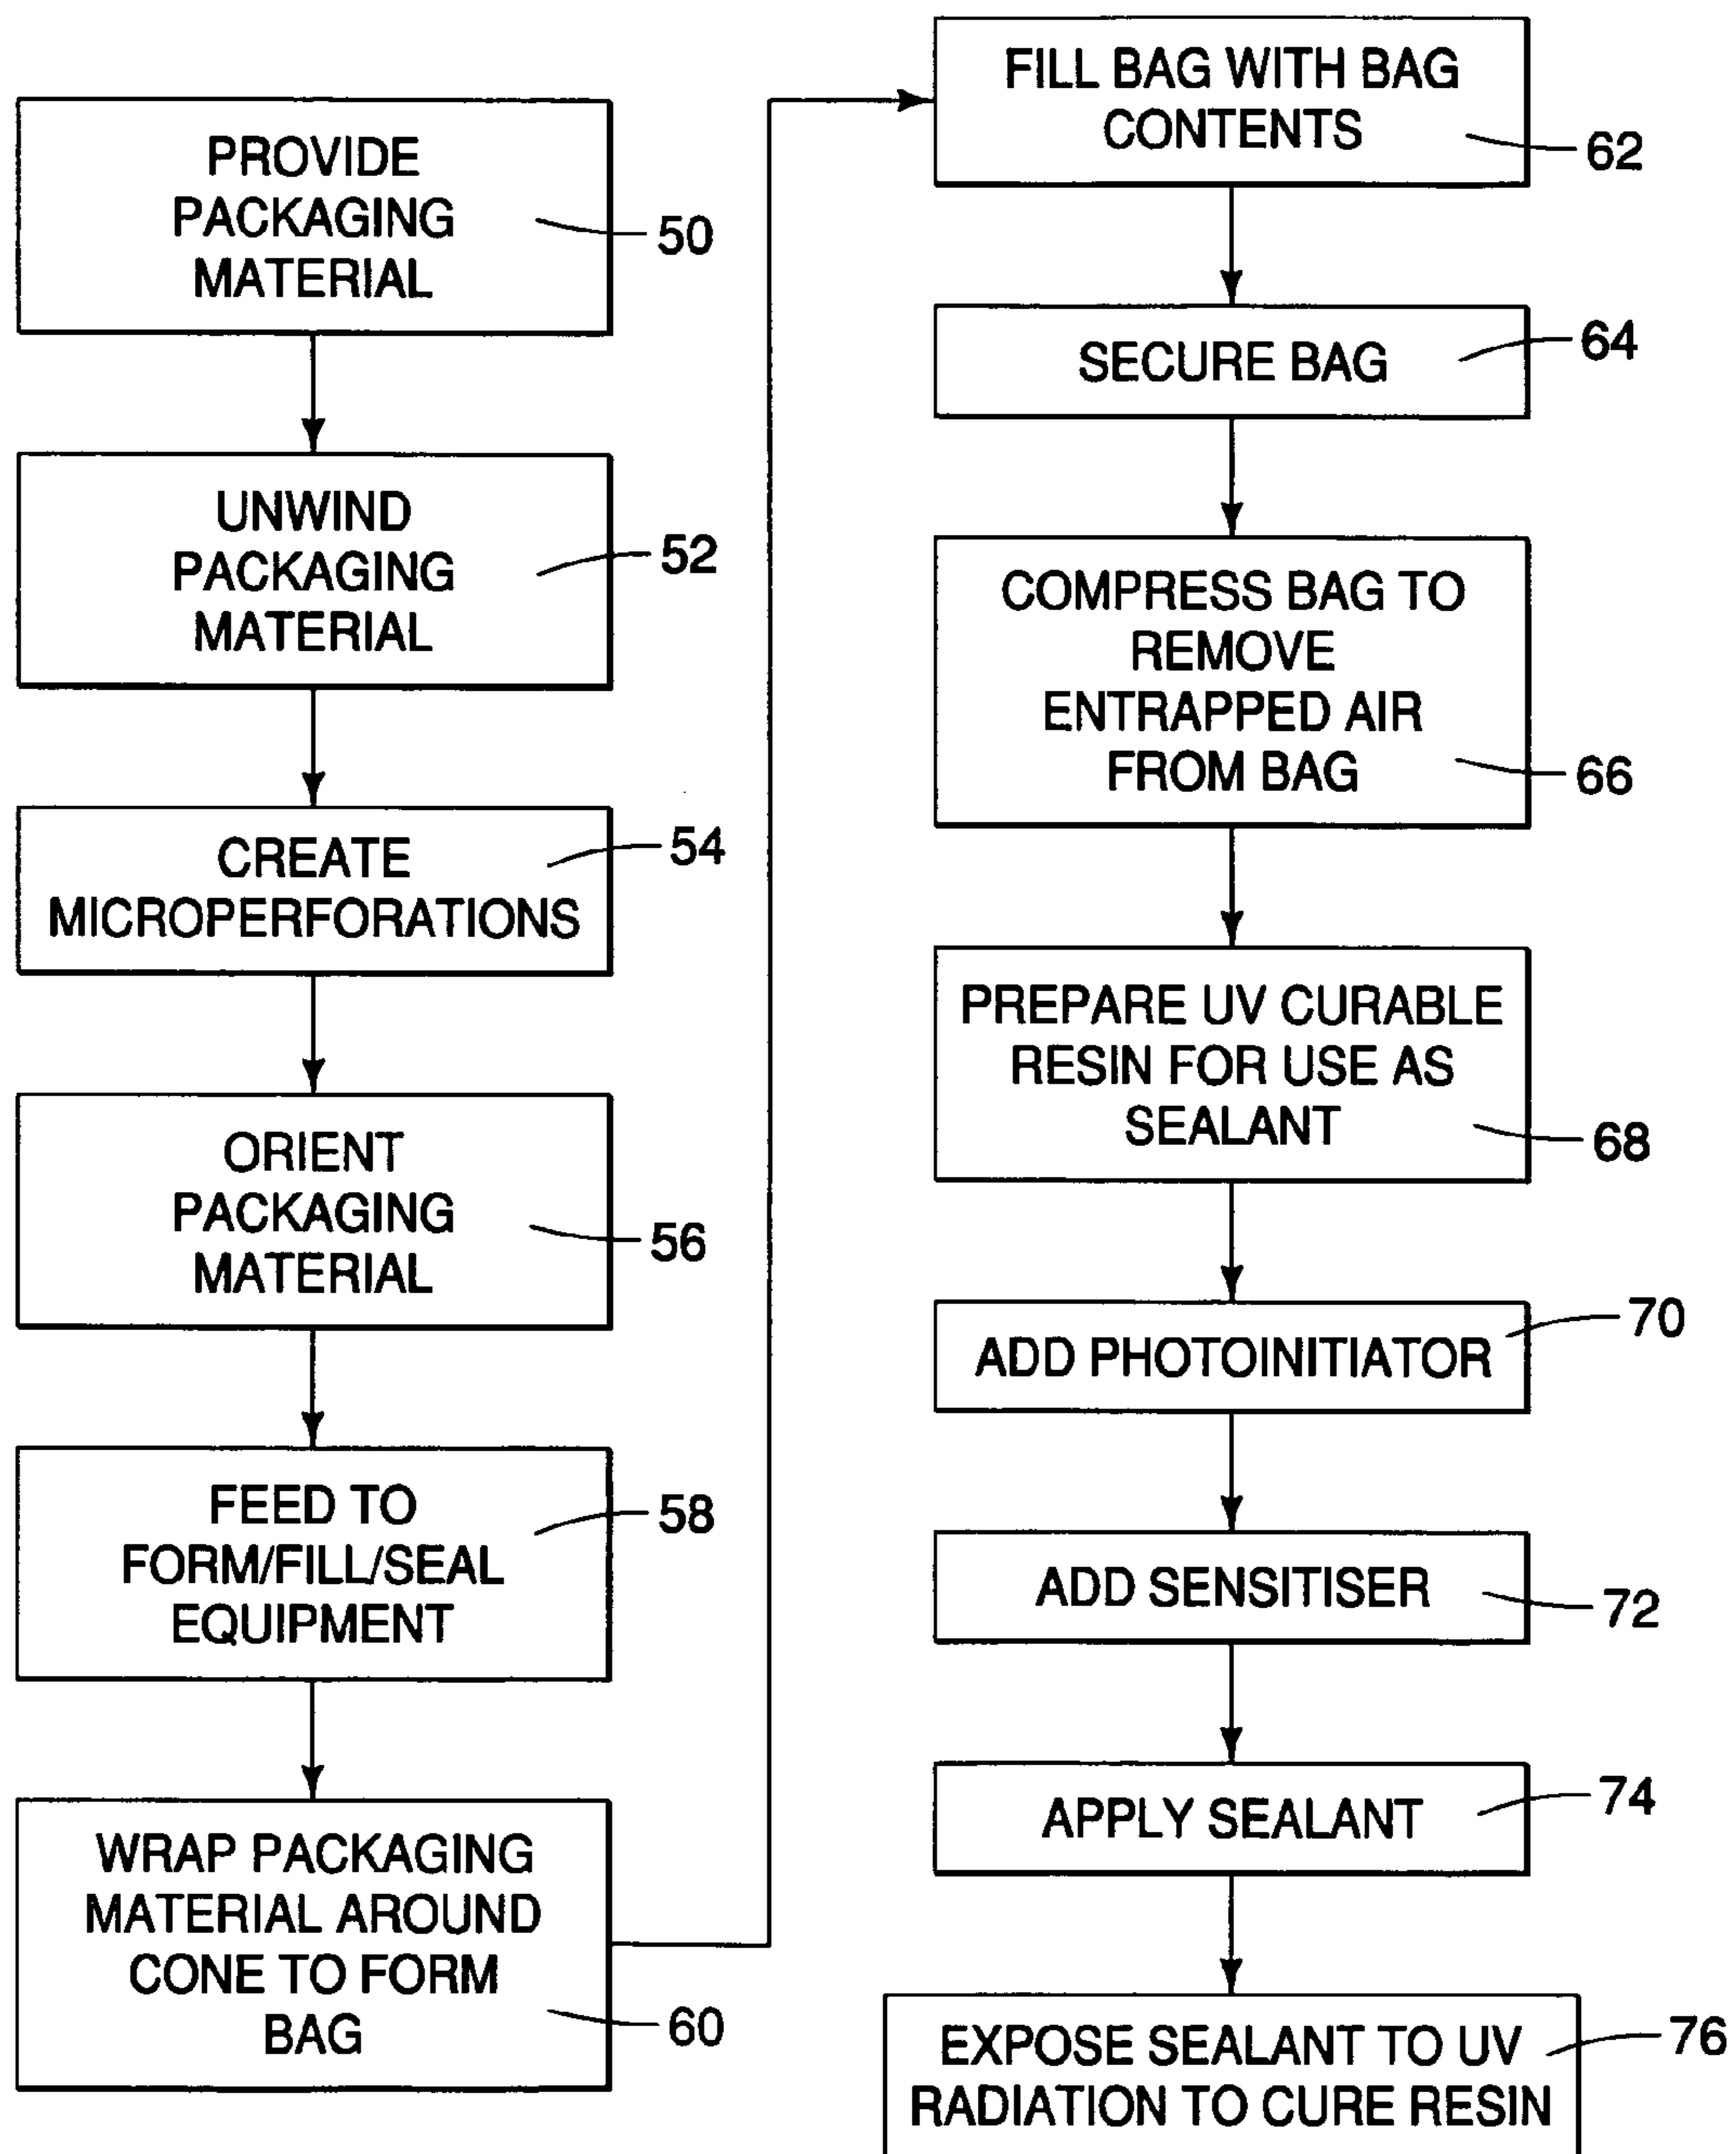 PROVIDE
PACKAGING
MATERIAL
50
UNWIND
PACKAGING
MATERIAL
52
CREATE
MICROPERFORATIONS
54
ORIENT
PACKAGING
MATERIAL
56
FEED TO
FORM/FILL/SEAL
EQUIPMENT
58
WRAP PACKAGING
MATERIAL AROUND
CONE TO FORM
BAG
60
FILL BAG WITH BAG
CONTENTS
62
SECURE BAG
64
COMPRESS BAG TO
REMOVE
ENTRAPPED AIR
FROM BAG
66
PREPARE UV CURABLE
RESIN FOR USE AS
SEALANT
68
ADD PHOTOINITIATOR
70
ADD SENSITISER
72
APPLY SEALANT
74
EXPOSE SEALANT TO UV
RADIATION TO CURE RESIN
76